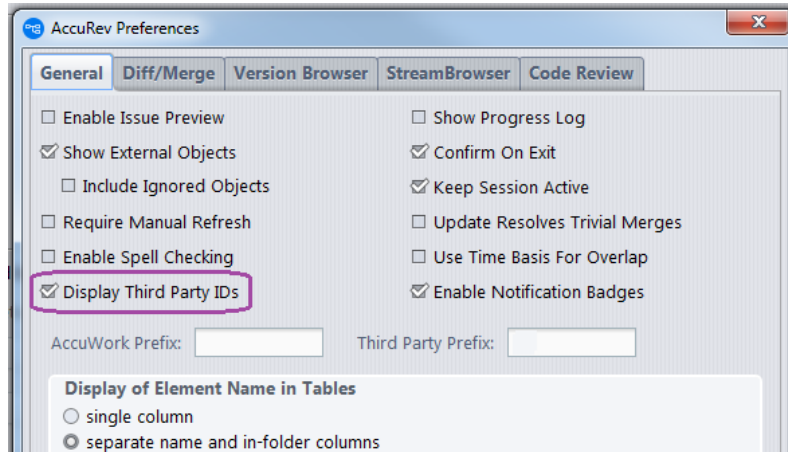 AccuRev Preferences
General Diff/Merge Version Browser StreamBrowser Code Review
Enable Issue Preview
Show External Objects
Include Ignored Objects
Require Manual Refresh
Enable Spell Checking
Display Third Party IDs
Show Progress Log
Confirm On Exit
Keep Session Active
Update Resolves Trivial Merges
Use Time Basis For Overlap
Enable Notification Badges
AccuWork Prefix: Third Party Prefix:
Display of Element Name in Tables
single column
separate name and in-folder columns